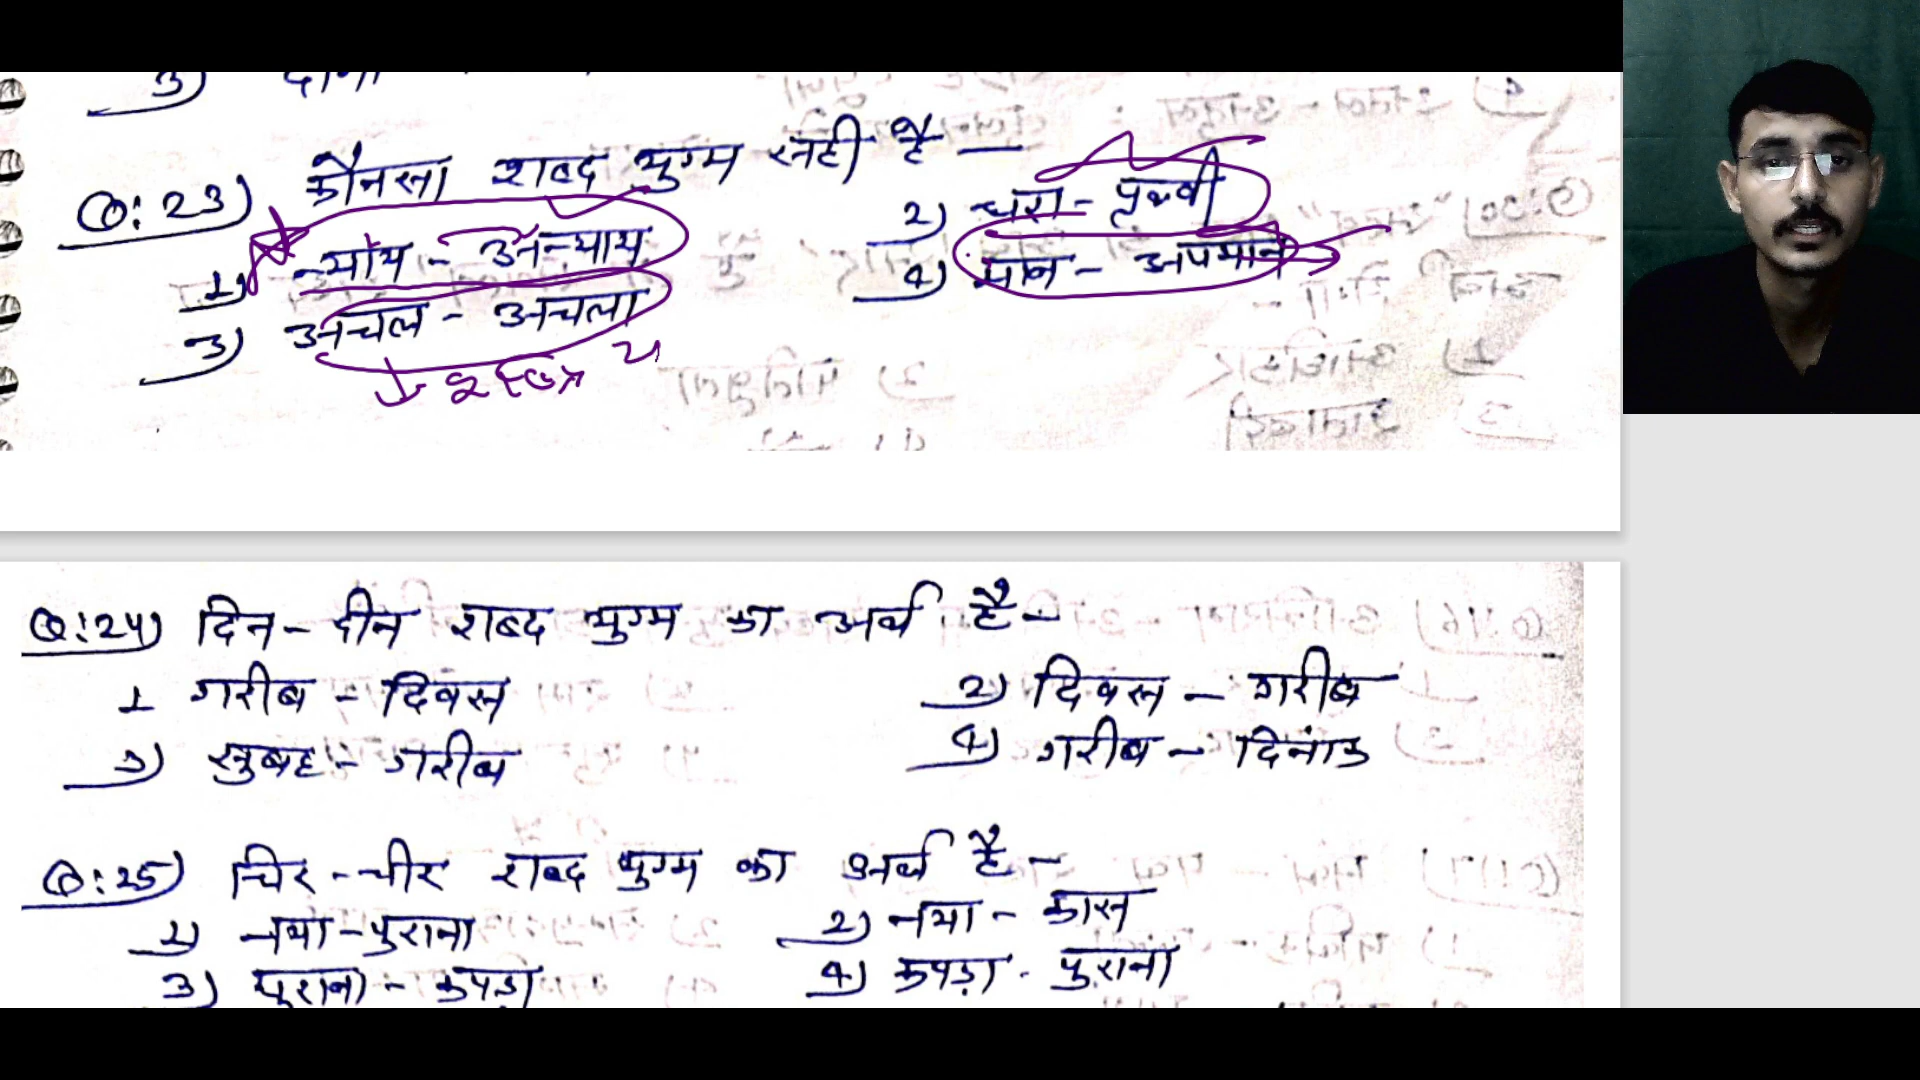 3)
Q:23) कौनसा शब्द युग्म सही है -
1) न्याय - अन्याय 2) धरा - पृथ्वी
3) अचल - अचला 4) मान - अपमान
Q:24) दिन - दीन शब्द युग्म का अर्थ है -
1 गरीब - दिवस 2) दिवस - गरीब
3) सुबह - गरीब 4) गरीब - दिनांक
Q:25) चिर - चीर शब्द युग्म का अर्थ है -
1) नया - पुराना 2) नया - काल
3) पुराना - कपड़ा 4) कपड़ा - पुराना